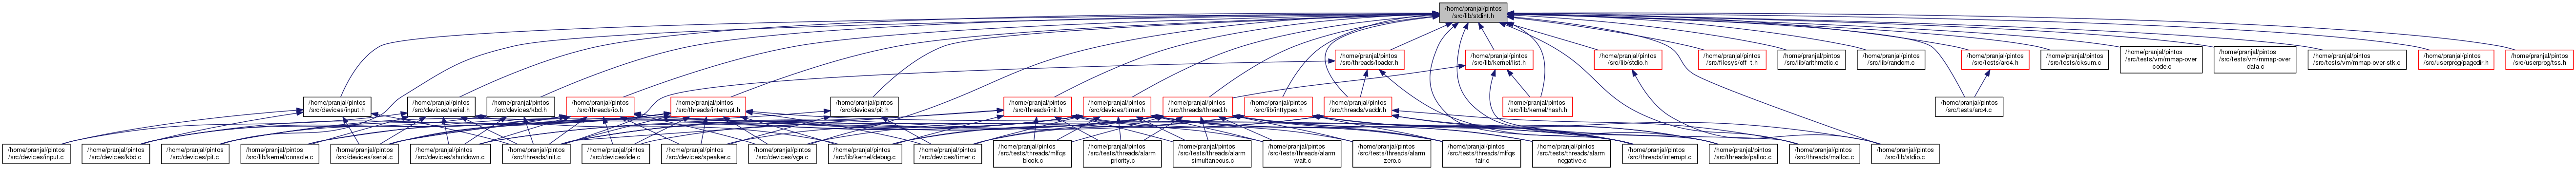 /home/pranjal/pintos
/src/lib/stdint.h
/home/pranjal/pintos
/src/threads/loader.h
/home/pranjal/pintos
/src/lib/kernel/list.h
/home/pranjal/pintos
/src/lib/stdio.h
/home/pranjal/pintos
/src/filesys/off_t.h
/home/pranjal/pintos
/src/lib/arithmetic.c
/home/pranjal/pintos
/src/lib/random.c
/home/pranjal/pintos
/src/tests/arc4.h
/home/pranjal/pintos
/src/tests/cksum.c
/home/pranjal/pintos
/src/tests/vm/mmap-over
-code.c
/home/pranjal/pintos
/src/tests/vm/mmap-over
-data.c
/home/pranjal/pintos
/src/tests/vm/mmap-over-stk.c
/home/pranjal/pintos
/src/userprog/pagedir.h
/home/pranjal/pintos
/src/userprog/tss.h
/home/pranjal/pintos
/src/devices/input.h
/home/pranjal/pintos
/src/devices/serial.h
/home/pranjal/pintos
/src/devices/kbd.h
/home/pranjal/pintos
/src/threads/io.h
/home/pranjal/pintos
/src/threads/interrupt.h
/home/pranjal/pintos
/src/devices/pit.h
/home/pranjal/pintos
/src/threads/init.h
/home/pranjal/pintos
/src/devices/timer.h
/home/pranjal/pintos
/src/threads/thread.h
/home/pranjal/pintos
/src/lib/inttypes.h
/home/pranjal/pintos
/src/threads/vaddr.h
/home/pranjal/pintos
/src/lib/kernel/hash.h
/home/pranjal/pintos
/src/tests/arc4.c
/home/pranjal/pintos
/src/devices/input.c
/home/pranjal/pintos
/src/devices/kbd.c
/home/pranjal/pintos
/src/devices/pit.c
/home/pranjal/pintos
/src/lib/kernel/console.c
/home/pranjal/pintos
/src/devices/serial.c
/home/pranjal/pintos
/src/devices/shutdown.c
/home/pranjal/pintos
/src/threads/init.c
/home/pranjal/pintos
/src/devices/ide.c
/home/pranjal/pintos
/src/devices/speaker.c
/home/pranjal/pintos
/src/devices/vga.c
/home/pranjal/pintos
/src/lib/kernel/debug.c
/home/pranjal/pintos
/src/devices/timer.c
/home/pranjal/pintos
/src/tests/threads/mlfqs
-block.c
/home/pranjal/pintos
/src/tests/threads/alarm
-priority.c
/home/pranjal/pintos
/src/tests/threads/alarm
-simultaneous.c
/home/pranjal/pintos
/src/tests/threads/alarm
-wait.c
/home/pranjal/pintos
/src/tests/threads/alarm
-zero.c
/home/pranjal/pintos
/src/tests/threads/mlfqs
-fair.c
/home/pranjal/pintos
/src/tests/threads/alarm
-negative.c
/home/pranjal/pintos
/src/threads/interrupt.c
/home/pranjal/pintos
/src/threads/palloc.c
/home/pranjal/pintos
/src/threads/malloc.c
/home/pranjal/pintos
/src/lib/stdio.c